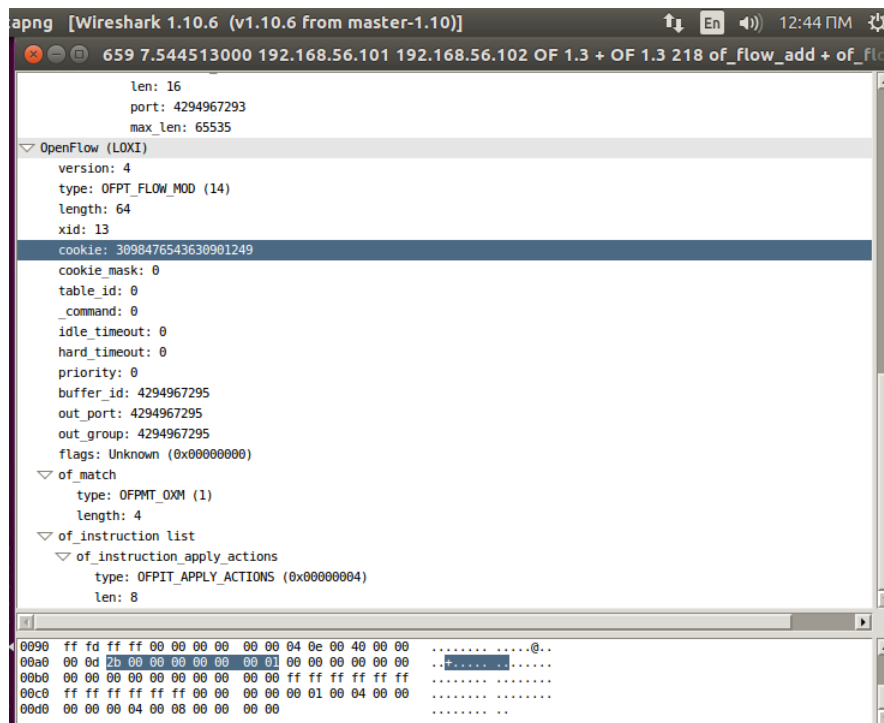 apng [Wireshark 1.10.6 (v1.10.6 from master-1.10)] En 12:44 ПМ
659 7.544513000 192.168.56.101 192.168.56.102 OF 1.3 + OF 1.3 218 of_flow_add + of_flo
len: 16
port: 4294967293
max_len: 65535
OpenFlow (LOXI)
version: 4
type: OFPT_FLOW_MOD (14)
length: 64
xid: 13
cookie: 3098476543630901249
cookie_mask: 0
table_id: 0
_command: 0
idle_timeout: 0
hard_timeout: 0
priority: 0
buffer_id: 4294967295
out_port: 4294967295
out_group: 4294967295
flags: Unknown (0x00000000)
of_match
type: OFPMT_OXM (1)
length: 4
of_instruction list
of_instruction_apply_actions
type: OFPIT_APPLY_ACTIONS (0x00000004)
len: 8
0090 ff fd ff ff 00 00 00 00 00 00 04 0e 00 40 00 00 ........ .....@..
00a0 00 0d 2b 00 00 00 00 00 00 01 00 00 00 00 00 00 ..+..... ........
00b0 00 00 00 00 00 00 00 00 00 00 ff ff ff ff ff ff ........ ........
00c0 ff ff ff ff ff ff 00 00 00 00 00 00 01 00 04 00 00 ........ ........
00d0 00 00 00 04 00 08 00 00 00 00 ........ ..